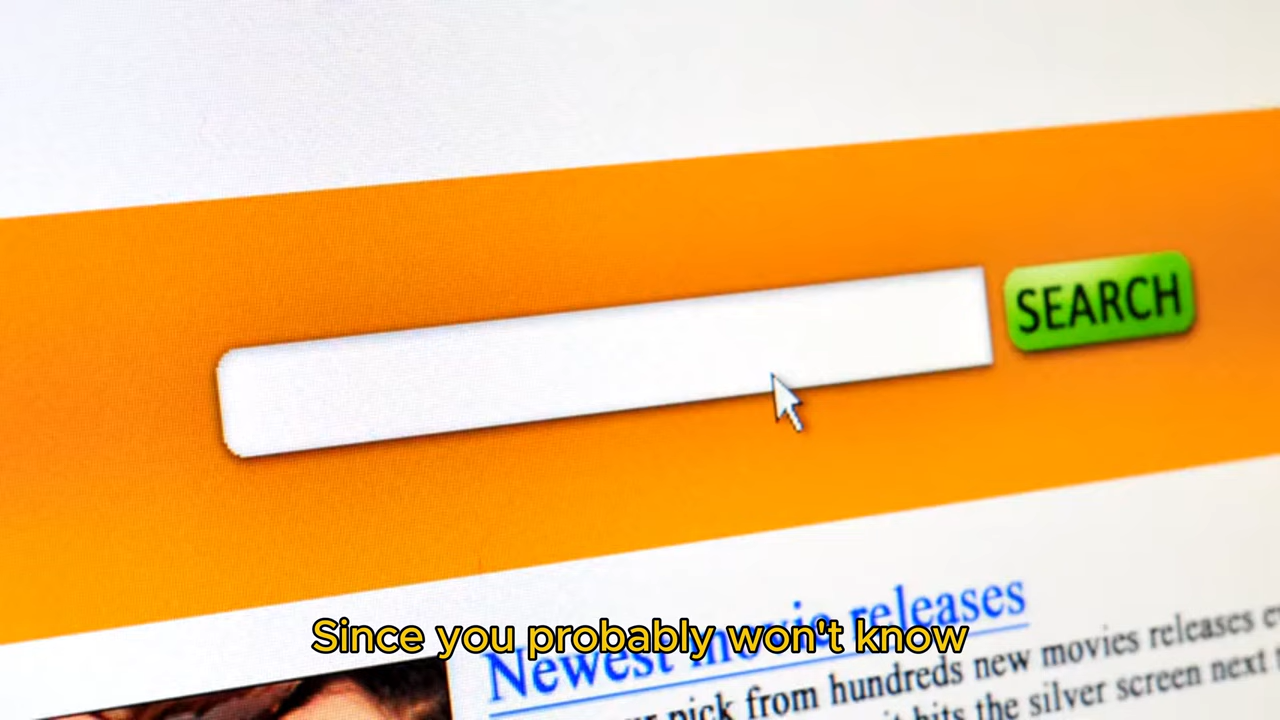 SEARCH
Newest movie releases
Since you probably won't know
pick from hundreds new movies releases
hits the silver screen next